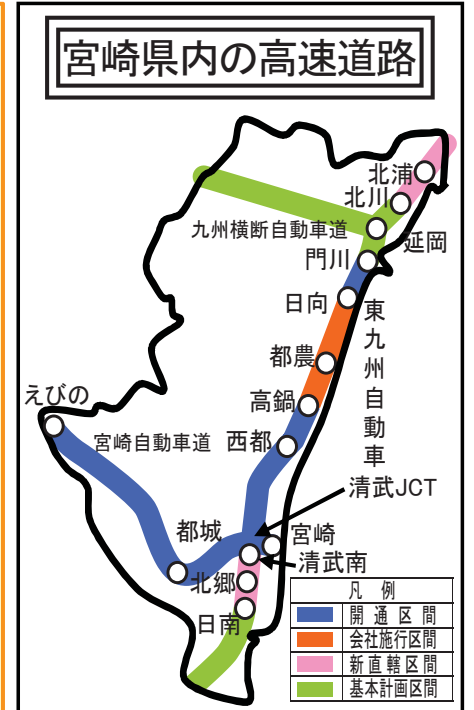 宮崎県内の高速道路
北浦
北川
九州横断自動車道
延岡
門川
日向
東九州自動車
都農
えびの
高鍋
宮崎自動車道
西都
清武JCT
都城
宮崎
清武南
北郷
日南
凡例
開通区間
会社施行区間
新直轄区間
基本計画区間